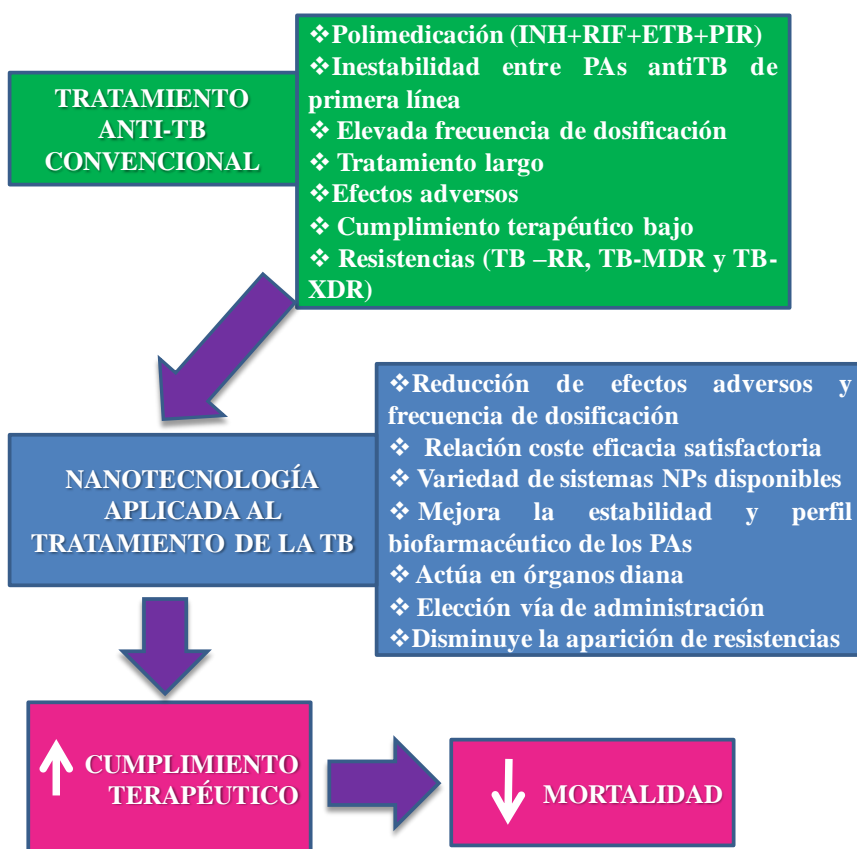 TRATAMIENTO
ANTI-TB
CONVENCIONAL
❖Polimedicación (INH+RIF+ETB+PIR)
❖Inestabilidad entre PAs antiTB de
primera línea
❖ Elevada frecuencia de dosificación
❖ Tratamiento largo
❖Efectos adversos
❖ Cumplimiento terapéutico bajo
❖ Resistencias (TB –RR, TB-MDR y TB-
XDR)
NANOTECNOLOGÍA
APLICADA AL
TRATAMIENTO DE LA TB
❖Reducción de efectos adversos y
frecuencia de dosificación
❖ Relación coste eficacia satisfactoria
❖Variedad de sistemas NPs disponibles
❖ Mejora la estabilidad y perfil
biofarmacéutico de los PAs
❖ Actúa en órganos diana
❖ Elección vía de administración
❖Disminuye la aparición de resistencias
CUMPLIMIENTO
TERAPÉUTICO
MORTALIDAD